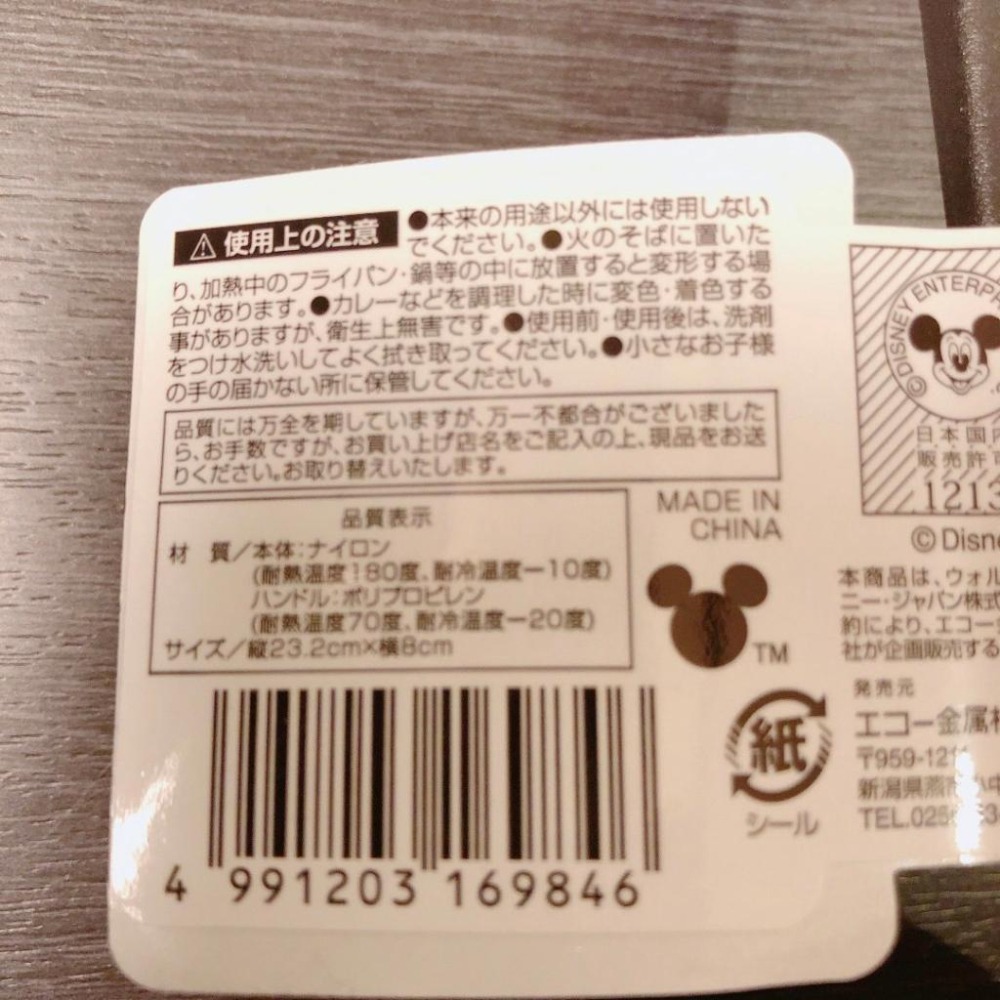 ⚠使用上の注意 ●本来の用途以外には使用しない
でください。●火のそばに置いた
り、加熱中のフライパン・鍋等の中に放置すると変形する場
合があります。●カレーなどを調理した時に変色・着色する
事がありますが、衛生上無害です。●使用前・使用後は、洗剤
をつけ水洗いしてよく拭き取ってください。●小さなお子様
の手の届かない所に保管してください。
品質には万全を期していますが、万一不都合がございました
ら、お手数ですが、お買い上げ店名をご記入の上、現品をお送
りください。お取り替えいたします。
品質表示
材 質/本体:ナイロン
(耐熱温度180度、耐冷温度ー10度)
ハンドル:ポリプロピレン
(耐熱温度70度、耐冷温度ー20度)
サイズ/縦23.2cm×横8cm
MADE IN
CHINA
TM
紙
シール
4 991203 169846
©DISNEY ENTERPR
日本国内
販売許可
1213
©Disne
本商品は、ウォル
ニー・ジャパン株式
約により、エコー
社が企画販売する
発売元
エコー金属
〒959-121
新潟県燕
TEL.025